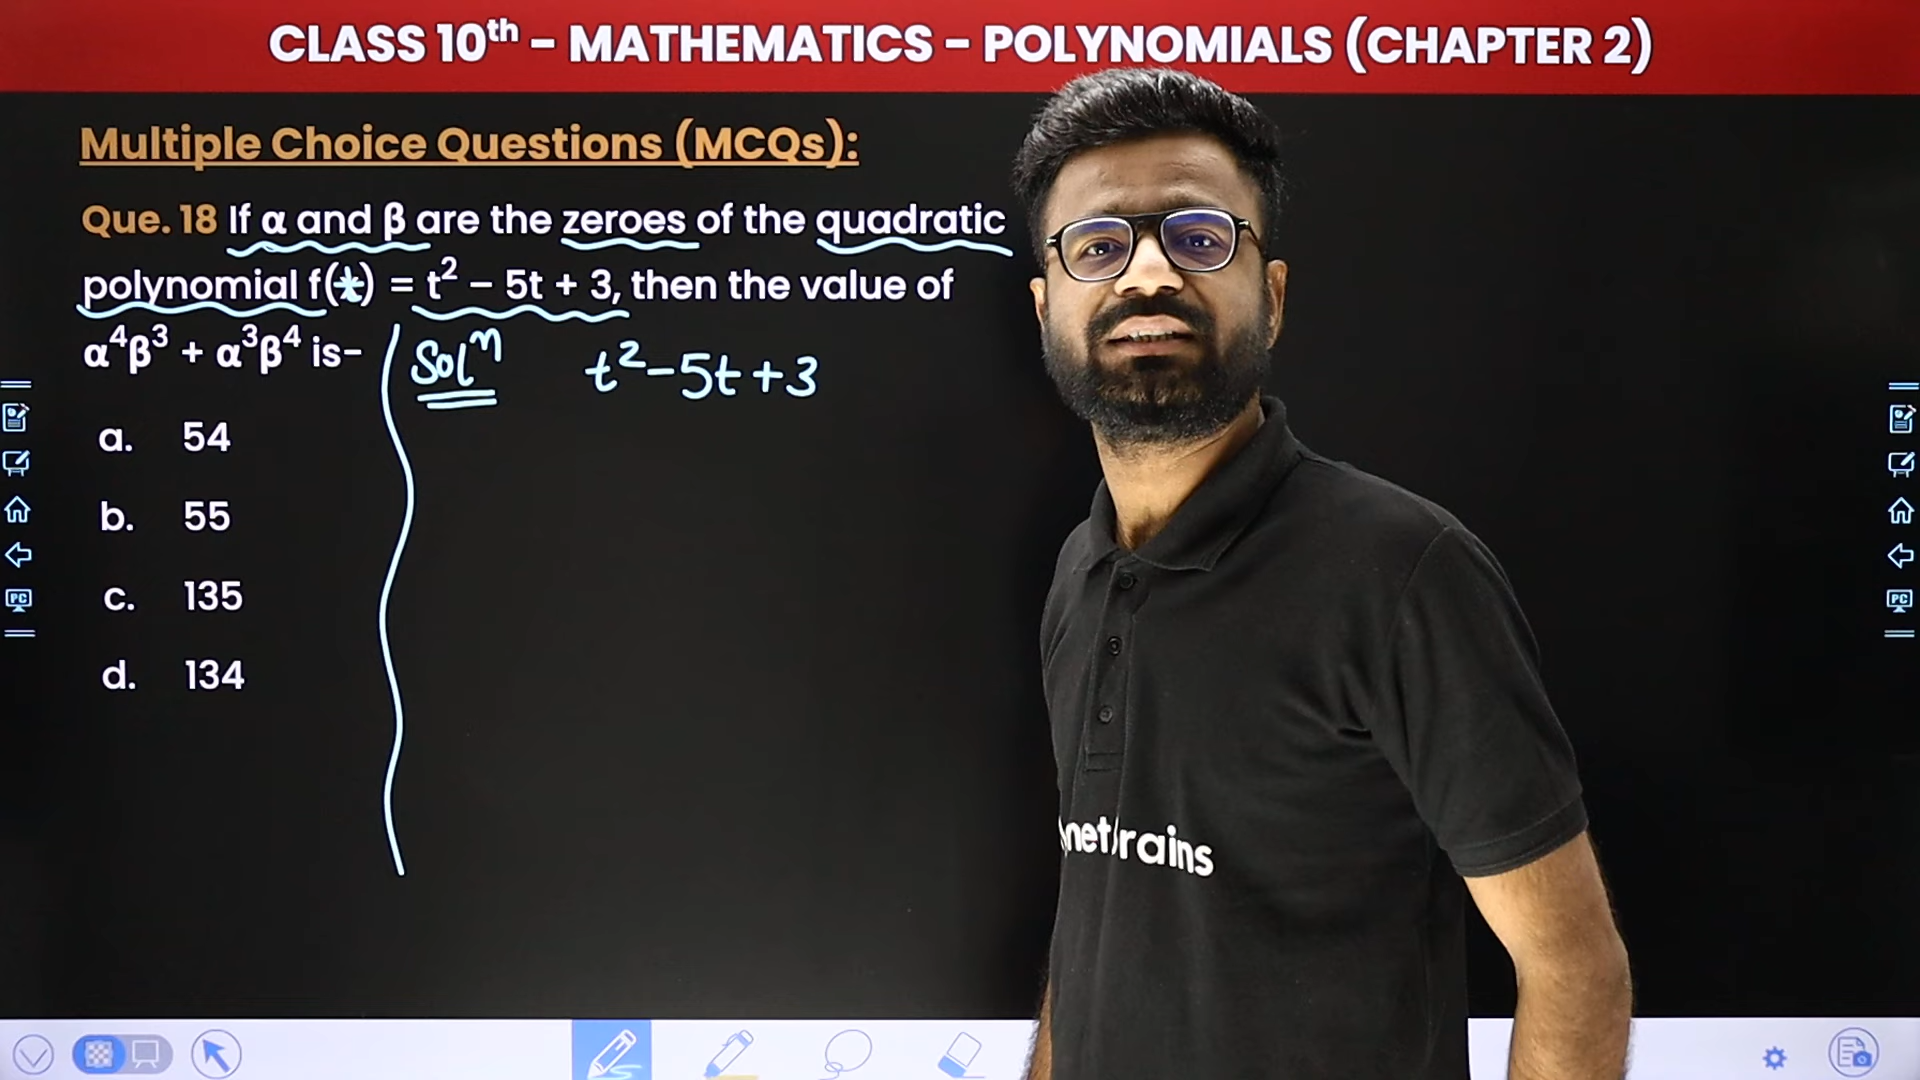 CLASS 10th - MATHEMATICS - POLYNOMIALS (CHAPTER 2)
Multiple Choice Questions (MCQs):
Que. 18 If α and β are the zeroes of the quadratic
polynomial f(t) = t² – 5t + 3, then the value of
α⁴β³ + α³β⁴ is-
Solⁿ t²-5t+3
a. 54
b. 55
c. 135
d. 134
PC
PC